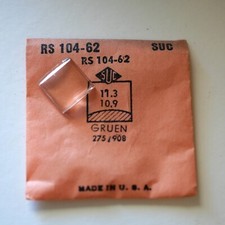 RS 104-62 SUC
RS 104-62
SUC
11.3
10,9
GRUEN
275/908
MADE IN U. S. A.